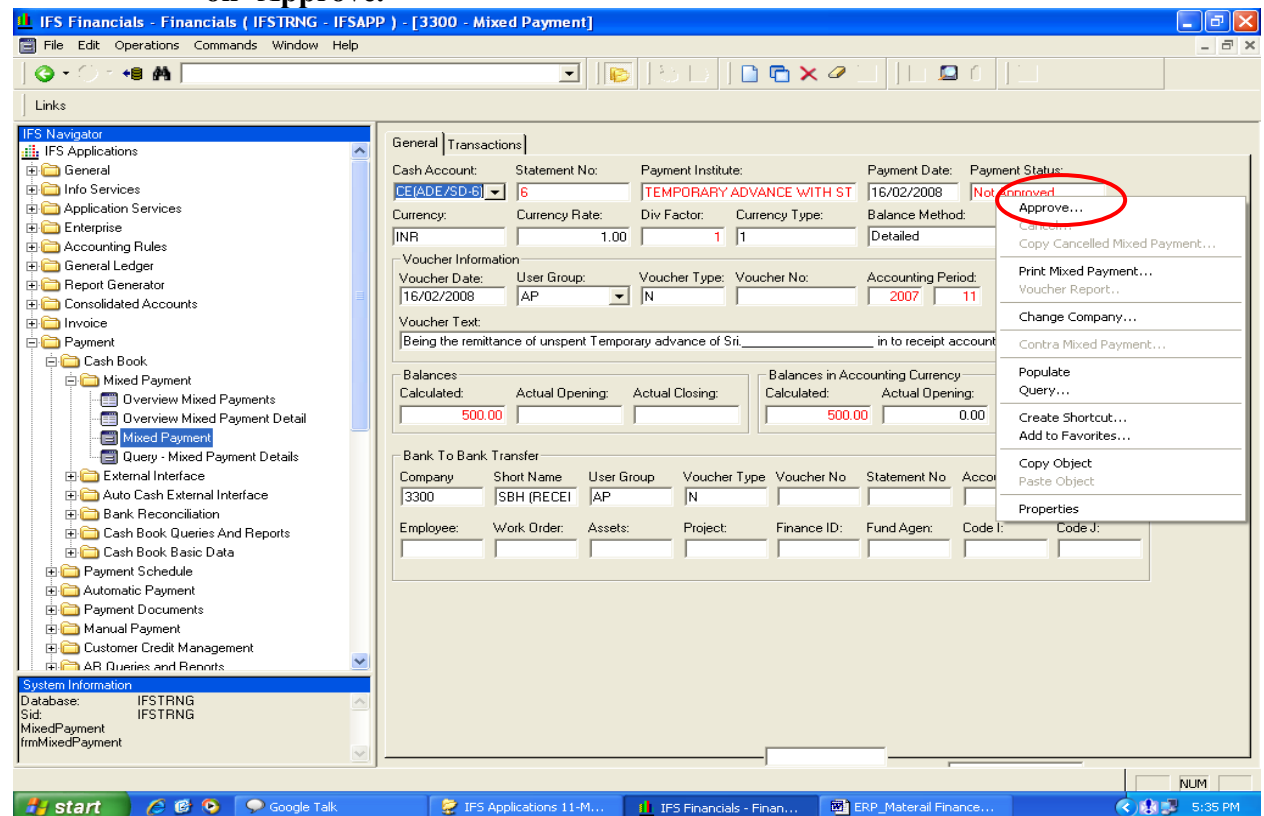 on "Approve.
IFS Financials - Financials ( IFSTRNG - IFSAPP ) - [3300 - Mixed Payment]
File Edit Operations Commands Window Help
Links
IFS Navigator
IFS Applications
General
Info Services
Application Services
Enterprise
Accounting Rules
General Ledger
Report Generator
Consolidated Accounts
Invoice
Payment
Cash Book
Mixed Payment
Overview Mixed Payments
Overview Mixed Payment Detail
Mixed Payment
Query - Mixed Payment Details
External Interface
Auto Cash External Interface
Bank Reconciliation
Cash Book Queries And Reports
Cash Book Basic Data
Payment Schedule
Automatic Payment
Payment Documents
Manual Payment
Customer Credit Management
AR Queries and Reports
System Information
Database: IFSTRNG
Sid: IFSTRNG
MixedPayment
frmMixedPayment
General Transactions
Cash Account: Statement No: Payment Institute: Payment Date: Payment Status:
CE(ADE/SD-6) 6 TEMPORARY ADVANCE WITH ST 16/02/2008 Not Approved
Currency: Currency Rate: Div Factor: Currency Type: Balance Method:
INR 1.00 1 1 Detailed
Voucher Information
Voucher Date: User Group: Voucher Type: Voucher No: Accounting Period:
16/02/2008 AP N 2007 11
Voucher Text:
Being the remittance of unspent Temporary advance of Sri.______________ in to receipt account
Balances Balances in Accounting Currency
Calculated: Actual Opening: Actual Closing: Calculated: Actual Opening:
500.00 500.00 0.00
Bank To Bank Transfer
Company Short Name User Group Voucher Type Voucher No Statement No Accou
3300 SBH (RECEI AP N
Employee: Work Order: Assets: Project: Finance ID: Fund Agen: Code I: Code J:
Approve...
Cancel...
Copy Cancelled Mixed Payment...
Print Mixed Payment...
Voucher Report..
Change Company...
Contra Mixed Payment...
Populate
Query...
Create Shortcut...
Add to Favorites...
Copy Object
Paste Object
Properties
NUM
start Google Talk IFS Applications 11-M... IFS Financials - Finan... ERP_Materail Finance... 5:35 PM